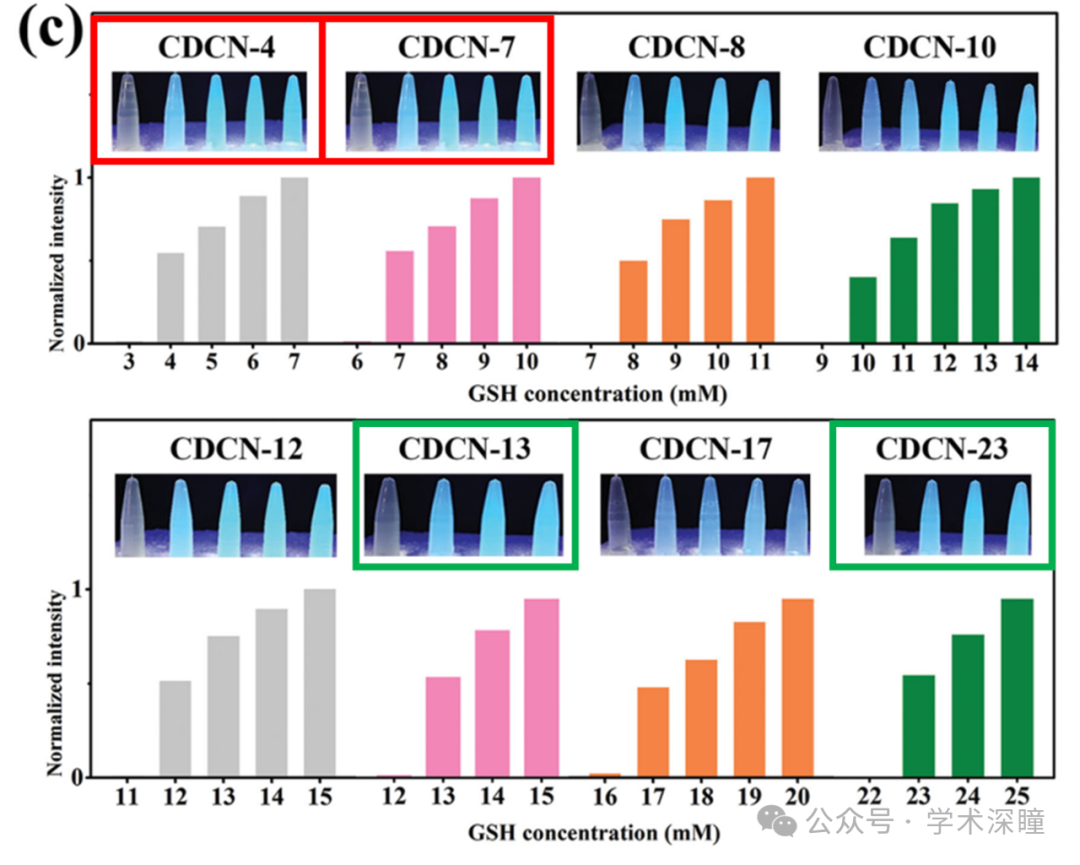 (c)
CDCN-4 CDCN-7 CDCN-8 CDCN-10
Normalized intensity
1
0
3 4 5 6 7 6 7 8 9 10 7 8 9 10 11 9 10 11 12 13 14
GSH concentration (mM)
CDCN-12 CDCN-13 CDCN-17 CDCN-23
Normalized intensity
1
0
11 12 13 14 15 12 13 14 15 16 17 18 19 20 22 23 24 25
GSH concentration (mM)
公众号 · 学术深瞳